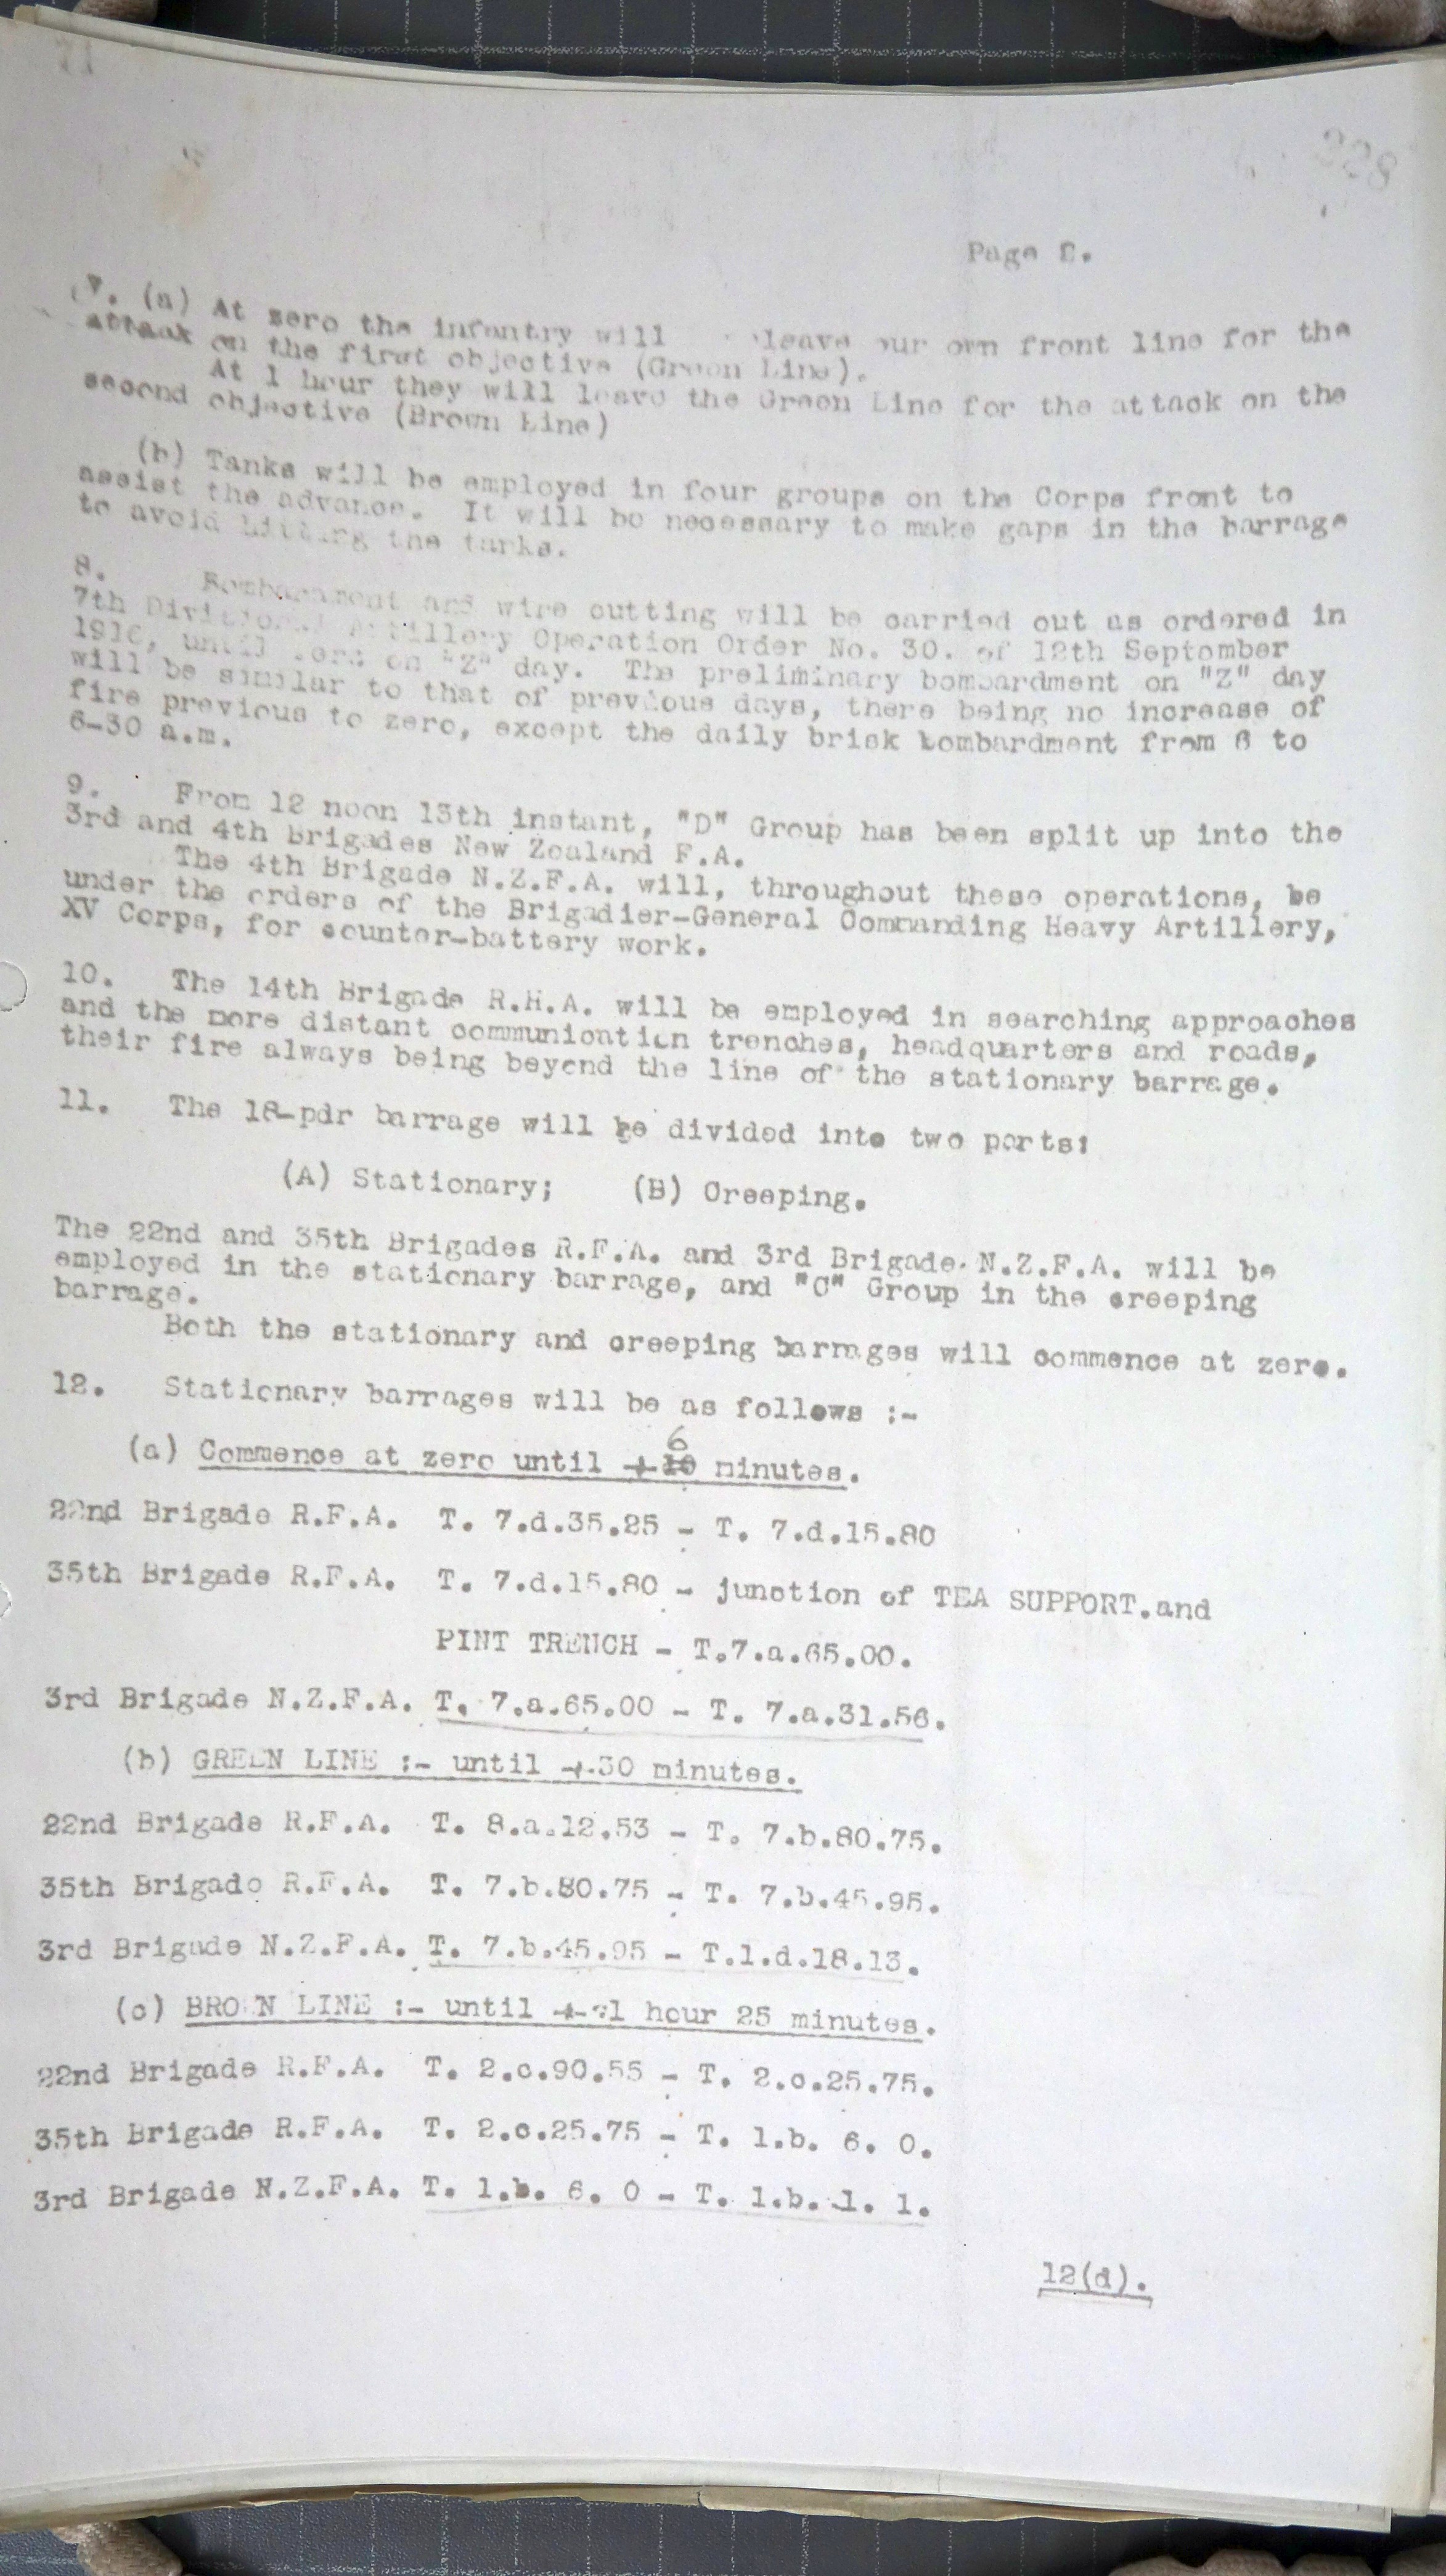 11
228
Page 2.
7. (a) At zero the infantry will leave our own front line for the
attack on the first objective (Green Line).
At 1 hour they will leave the Green Line for the attack on the
second objective (Brown Line)
(b) Tanks will be employed in four groups on the Corps front to
assist the advance. It will be necessary to make gaps in the barrage
to avoid hitting the tanks.
8. Bombardment and wire cutting will be carried out as ordered in
7th Divisional Artillery Operation Order No. 30. of 12th September
1916, until zero on "Z" day. The preliminary bombardment on "Z" day
will be similar to that of previous days, there being no increase of
fire previous to zero, except the daily brisk bombardment from 6 to
6-30 a.m.
9. From 12 noon 13th instant, "D" Group has been split up into the
3rd and 4th Brigades New Zealand F.A.
The 4th Brigade N.Z.F.A. will, throughout these operations, be
under the orders of the Brigadier-General Commanding Heavy Artillery,
XV Corps, for counter-battery work.
10. The 14th Brigade R.H.A. will be employed in searching approaches
and the more distant communication trenches, headquarters and roads,
their fire always being beyond the line of the stationary barrage.
11. The 18-pdr barrage will be divided into two parts:
(A) Stationary; (B) Creeping.
The 22nd and 35th Brigades R.F.A. and 3rd Brigade N.Z.F.A. will be
employed in the stationary barrage, and "C" Group in the creeping
barrage.
Both the stationary and creeping barrages will commence at zero.
12. Stationary barrages will be as follows :-
6
(a) Commence at zero until + 10 minutes.
22nd Brigade R.F.A. T. 7.d.35.25 - T. 7.d.15.80
35th Brigade R.F.A. T. 7.d.15.80 - junction of TEA SUPPORT.and
PINT TRENCH - T.7.a.65.00.
3rd Brigade N.Z.F.A. T. 7.a.65.00 - T. 7.a.31.56.
(b) GREEN LINE :- until +.30 minutes.
22nd Brigade R.F.A. T. 8.a.12.53 - T. 7.b.80.75.
35th Brigade R.F.A. T. 7.b.80.75 - T. 7.b.45.95.
3rd Brigade N.Z.F.A. T. 7.b.45.95 - T.1.d.18.13.
(c) BROWN LINE :- until + 1 hour 25 minutes.
22nd Brigade R.F.A. T. 2.c.90.55 - T. 2.c.25.75.
35th Brigade R.F.A. T. 2.c.25.75 - T. 1.b. 6. 0.
3rd Brigade N.Z.F.A. T. 1.b. 6. 0 - T. 1.b. 1. 1.
12(d).